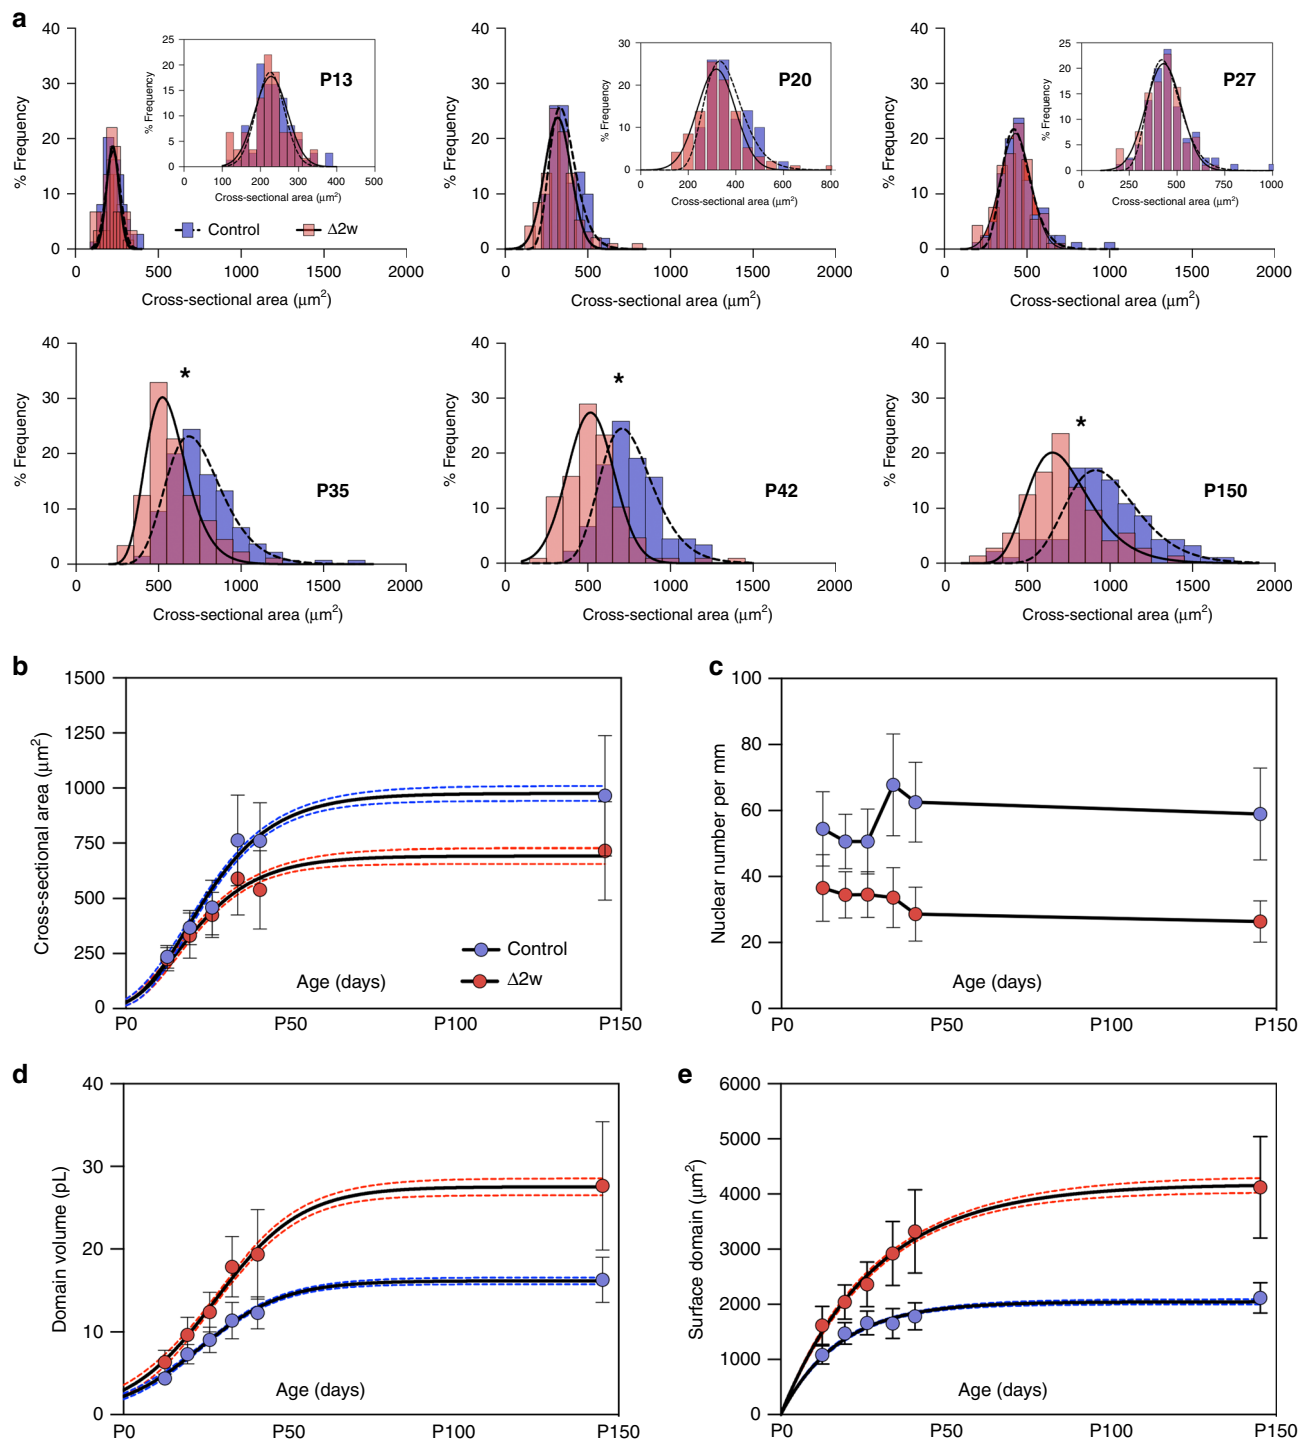 a
40
30
20
10
0
% Frequency
0 500 1000 1500 2000
Cross-sectional area (μm²)
25
20
15
10
5
0
% Frequency
0 100 200 300 400 500
Cross-sectional area (μm²)
P13
Control
Δ2w
40
30
20
10
0
% Frequency
0 500 1000 1500 2000
Cross-sectional area (μm²)
30
20
10
0
% Frequency
0 200 400 600 800
Cross-sectional area (μm²)
P20
40
30
20
10
0
% Frequency
0 500 1000 1500 2000
Cross-sectional area (μm²)
25
20
15
10
5
0
% Frequency
0 250 500 750 1000
Cross-sectional area (μm²)
P27
40
30
20
10
0
% Frequency
*
P35
0 500 1000 1500 2000
Cross-sectional area (μm²)
40
30
20
10
0
% Frequency
*
P42
0 500 1000 1500 2000
Cross-sectional area (μm²)
40
30
20
10
0
% Frequency
*
P150
0 500 1000 1500 2000
Cross-sectional area (μm²)
b
1500
1250
1000
750
500
250
0
Cross-sectional area (μm²)
Control
Δ2w
Age (days)
P0 P50 P100 P150
c
100
80
60
40
20
0
Nuclear number per mm
Age (days)
P0 P50 P100 P150
d
40
30
20
10
0
Domain volume (pL)
Age (days)
P0 P50 P100 P150
e
6000
5000
4000
3000
2000
1000
0
Surface domain (μm²)
Age (days)
P0 P50 P100 P150